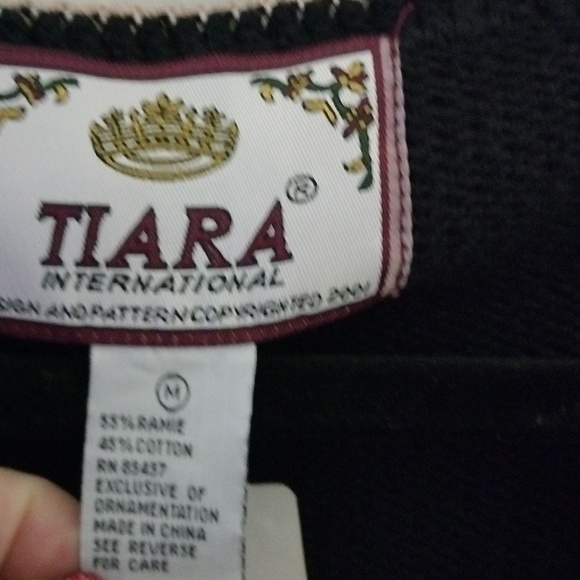 TIARA ®
INTERNATIONAL
SIGN AND PATTERN COPYRIGHTED 2001
M
55% RAMIE
45% COTTON
RN 83437
EXCLUSIVE OF
ORNAMENTATION
MADE IN CHINA
SEE REVERSE
FOR CARE